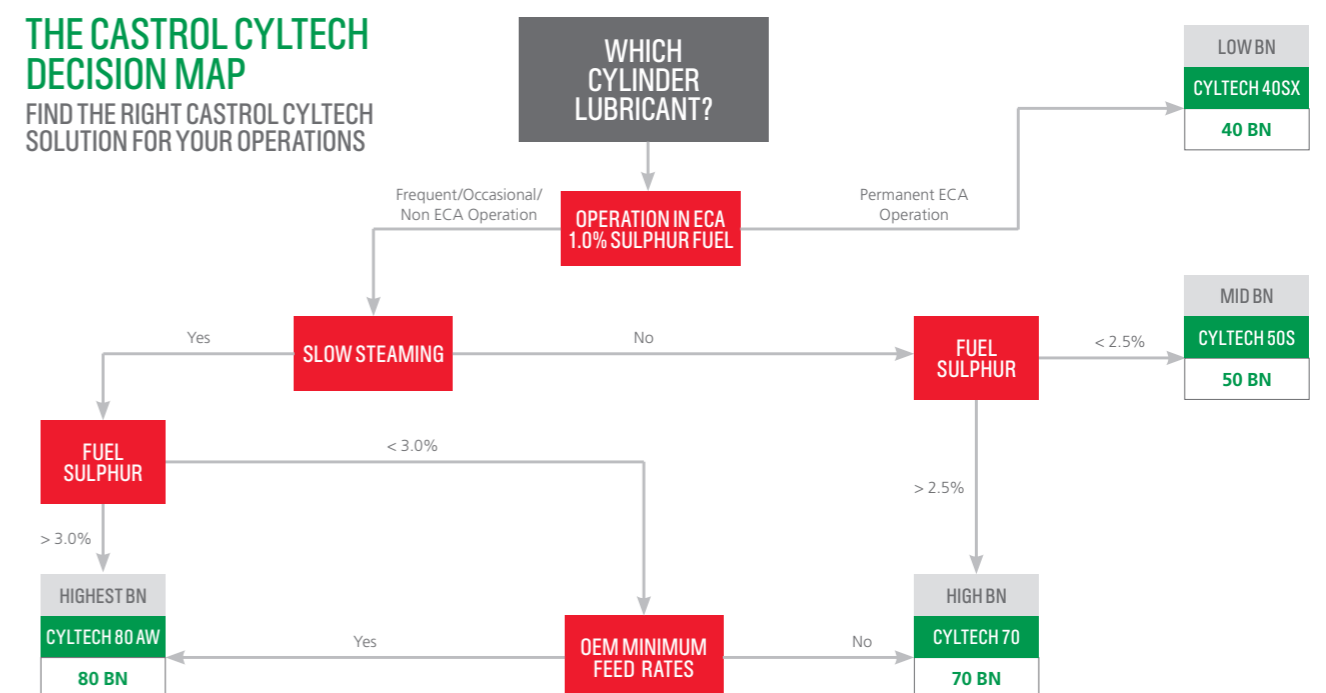 THE CASTROL CYLTECH
DECISION MAP
FIND THE RIGHT CASTROL CYLTECH
SOLUTION FOR YOUR OPERATIONS
WHICH
CYLINDER
LUBRICANT?
LOW BN
CYLTECH 40SX
40 BN
Frequent/Occasional/
Non ECA Operation
OPERATION IN ECA
1.0% SULPHUR FUEL
Permanent ECA
Operation
MID BN
CYLTECH 50S
50 BN
Yes
SLOW STEAMING
No
FUEL
SULPHUR
< 2.5%
FUEL
SULPHUR
< 3.0%
> 2.5%
> 3.0%
HIGHEST BN
CYLTECH 80 AW
80 BN
Yes
OEM MINIMUM
FEED RATES
No
HIGH BN
CYLTECH 70
70 BN